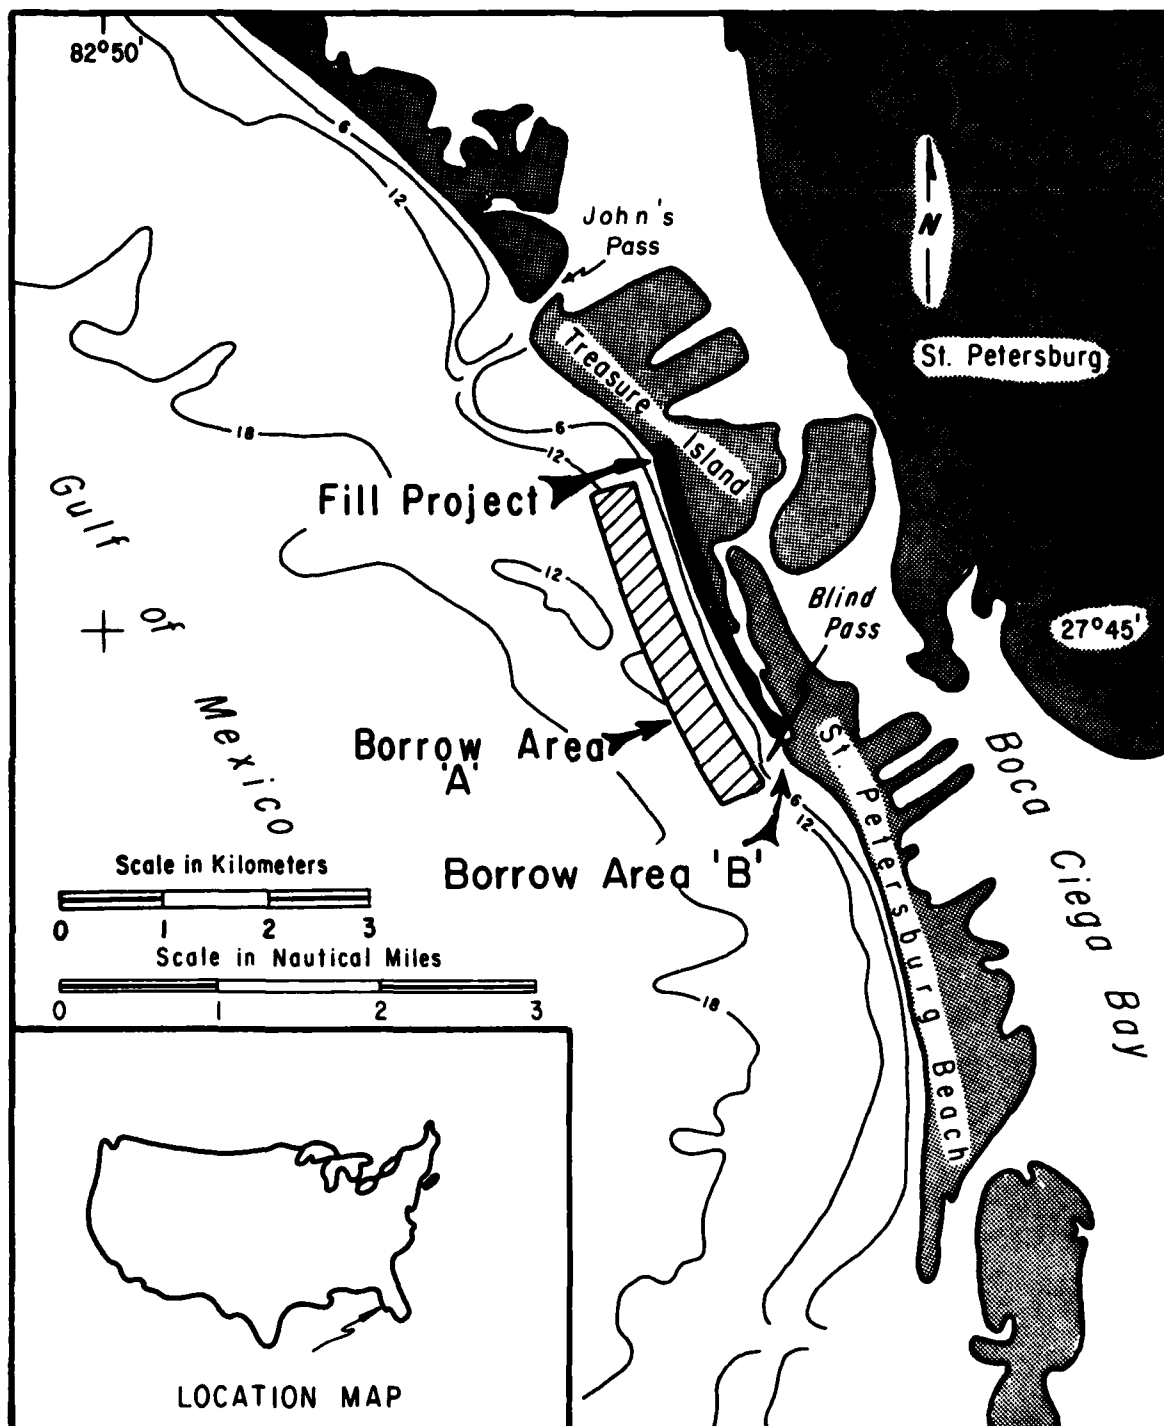 82°50'
6
12
John's
Pass
N
St. Petersburg
Treasure
Island
18
6
12
Fill Project
Gulf
of
Mexico
12
Blind
Pass
27°45'
Borrow Area
'A'
St. Petersburg Beach
Boca Ciega Bay
6
12
Borrow Area 'B'
Scale in Kilometers
0 1 2 3
Scale in Nautical Miles
0 1 2 3
18
LOCATION MAP